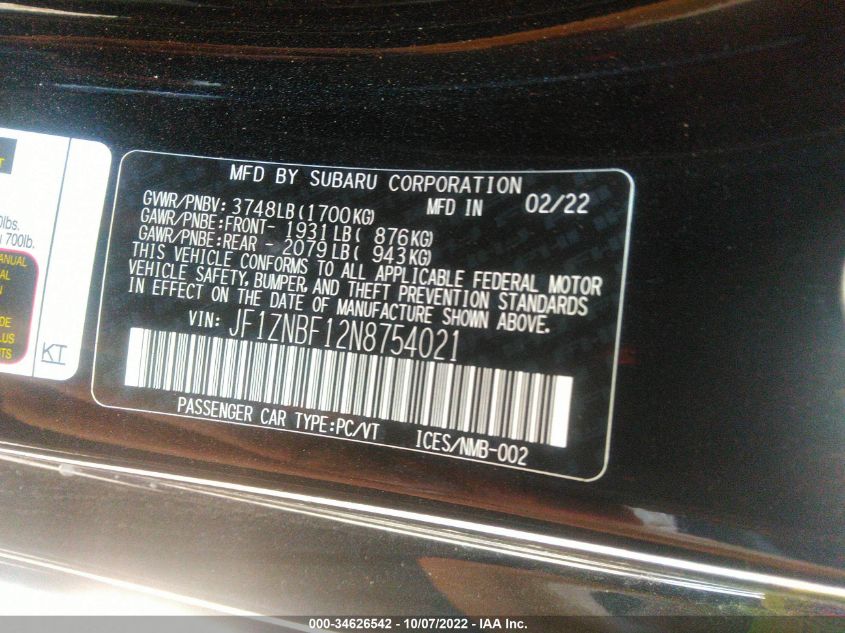 MFD BY SUBARU CORPORATION
GVWR/PNBV: 3748LB(1700KG) MFD IN 02/22
GAWR/PNBE:FRONT- 1931LB( 876KG)
GAWR/PNBE:REAR - 2079LB( 943KG)
THIS VEHICLE CONFORMS TO ALL APPLICABLE FEDERAL MOTOR
VEHICLE SAFETY, BUMPER, AND THEFT PREVENTION STANDARDS
IN EFFECT ON THE DATE OF MANUFACTURE SHOWN ABOVE.
VIN: JF1ZNBF12N8754021
PASSENGER CAR TYPE:PC/VT ICES/NMB-002
lbs.
700lb.
KT
000-34626542 - 10/07/2022 - IAA Inc.